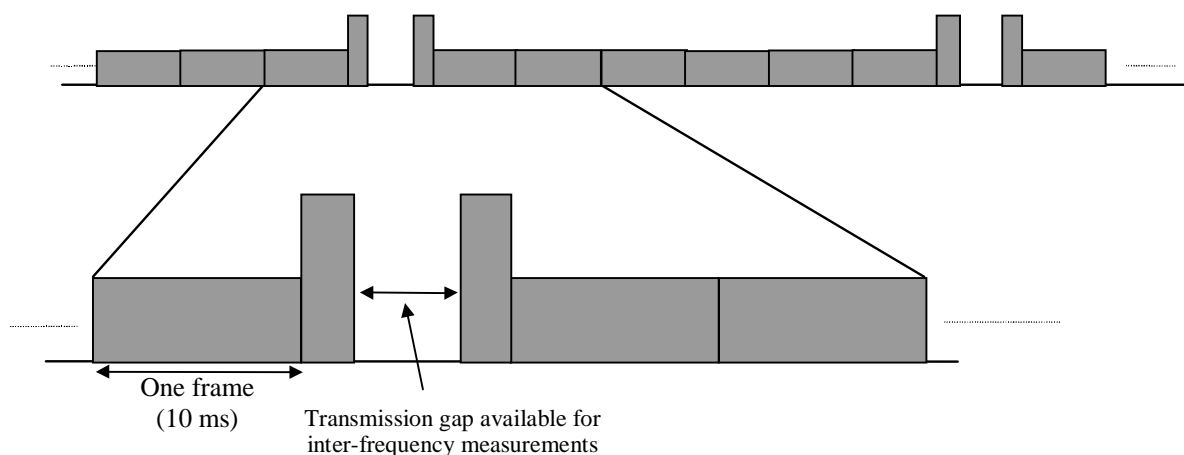 One frame
(10 ms)
Transmission gap available for
inter-frequency measurements